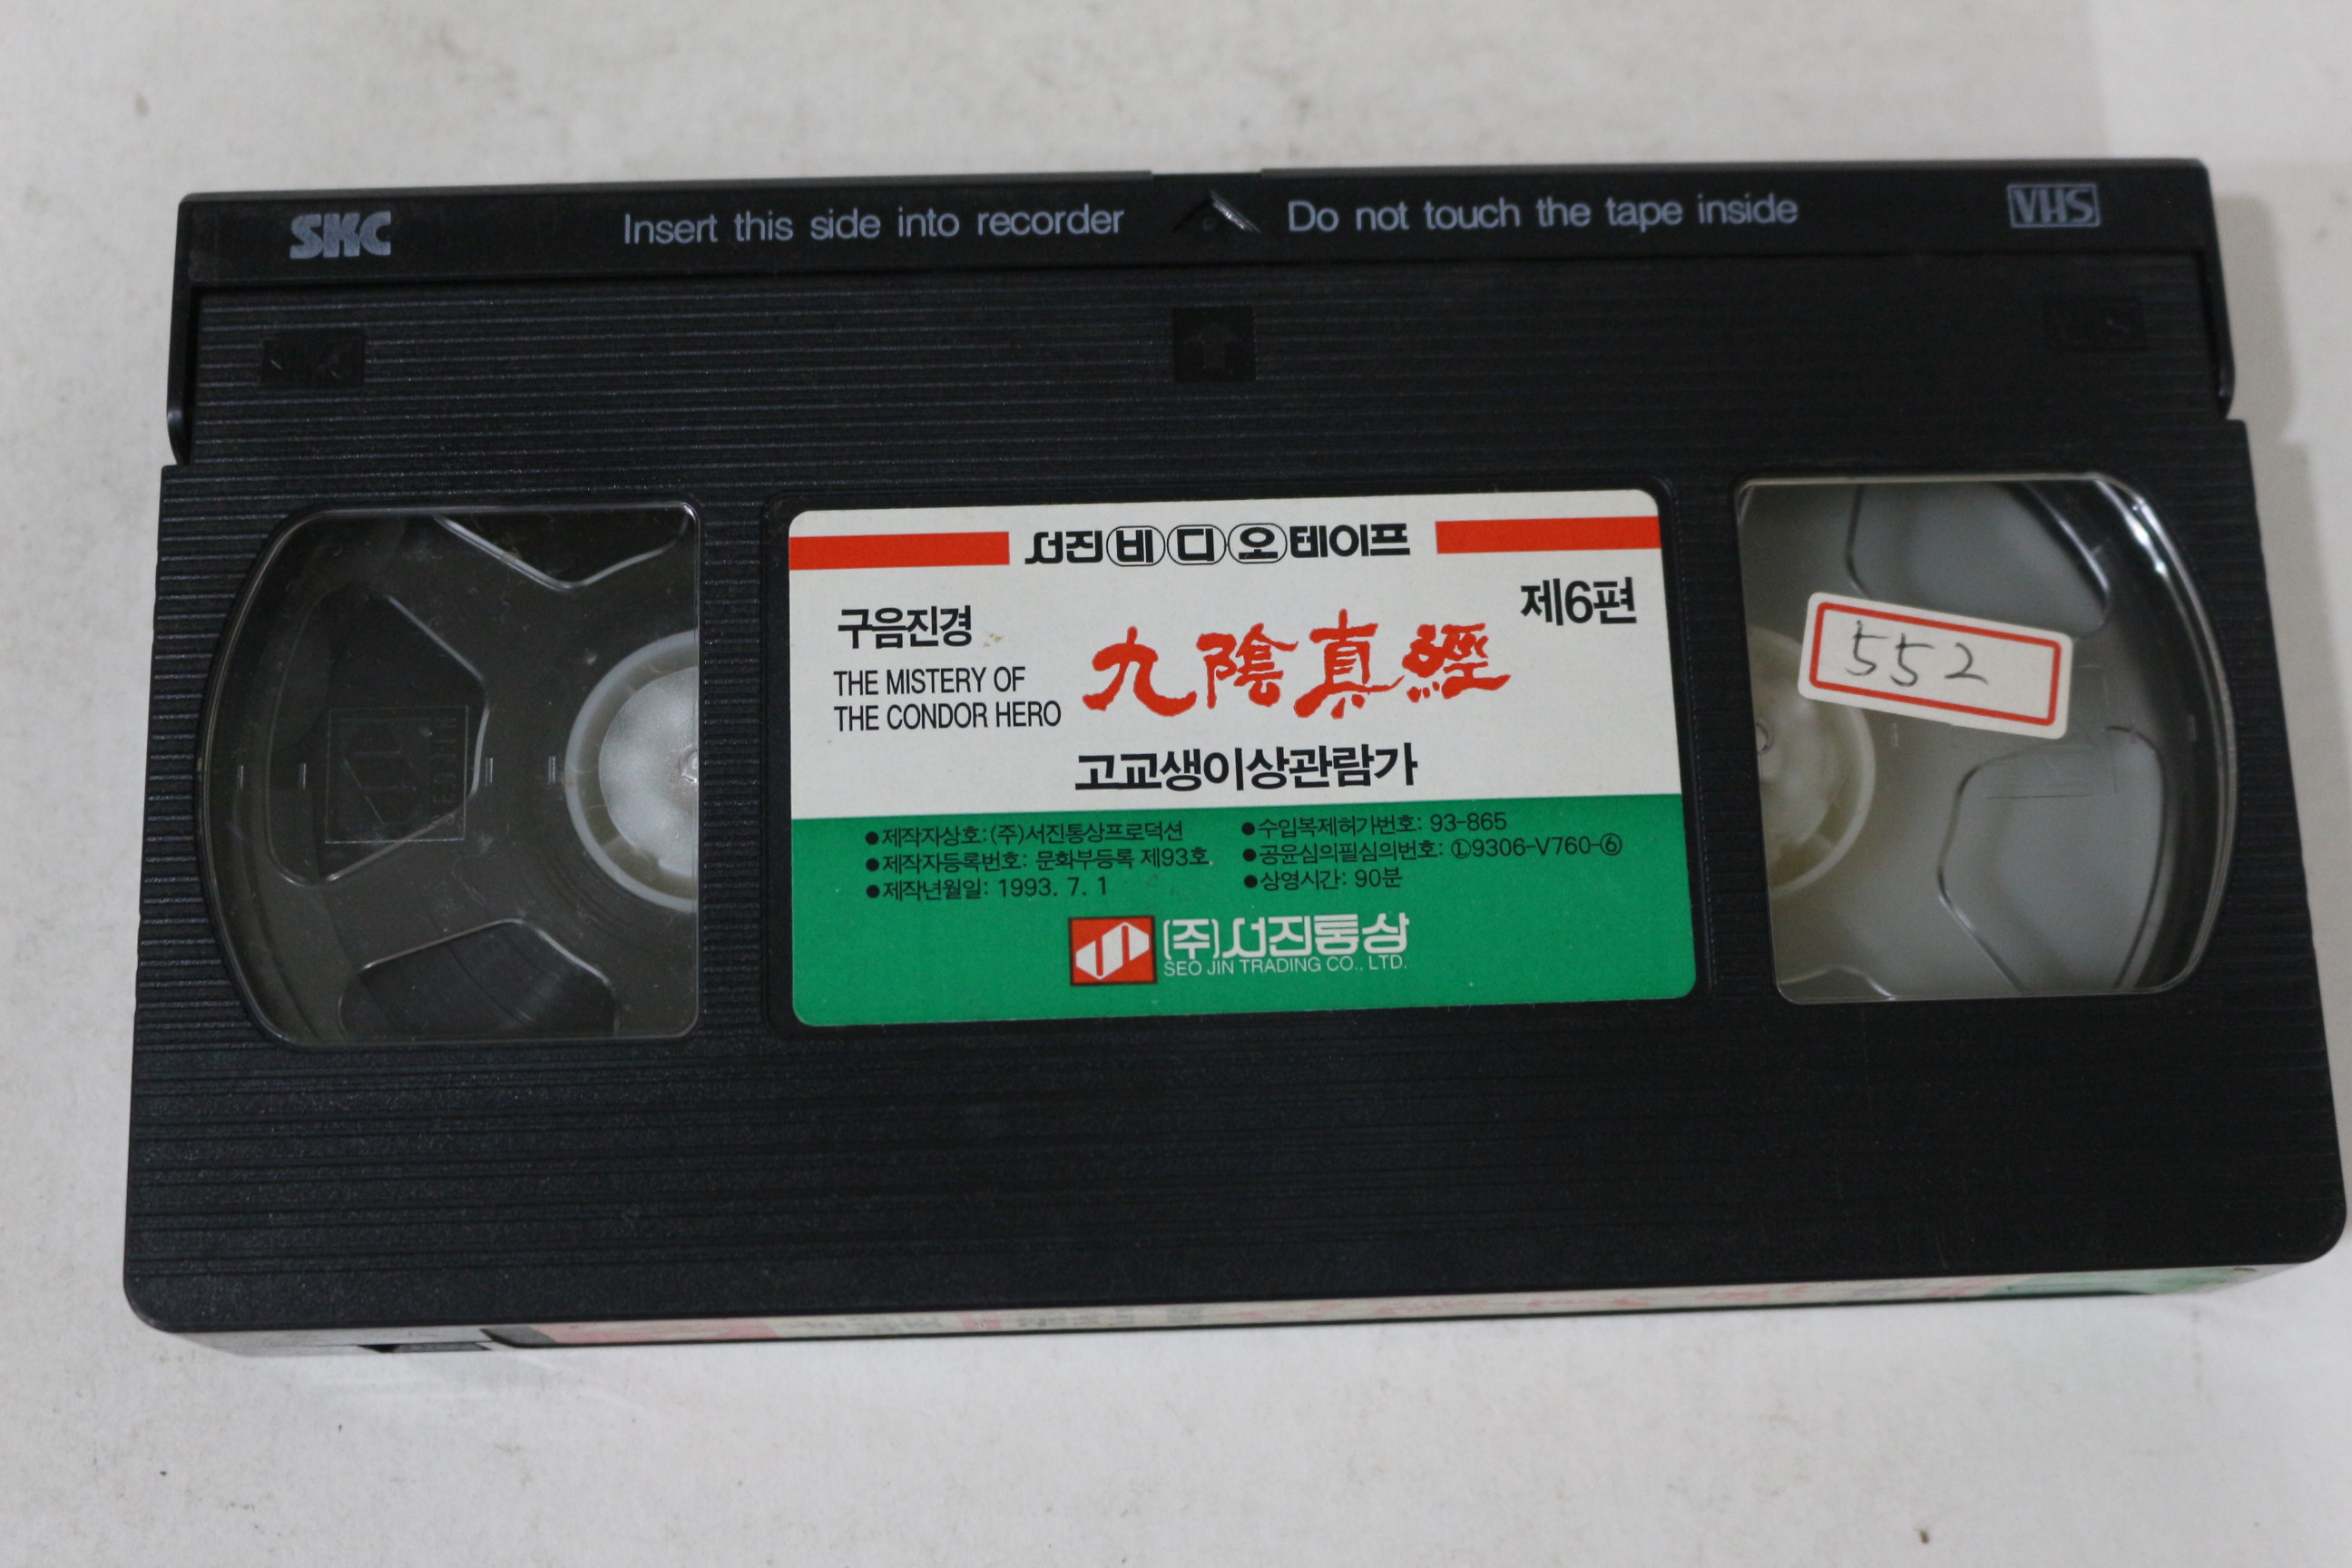 SKC
Insert this side into recorder
Do not touch the tape inside
VHS
서진비디오테이프
제6편
구음진경
九陰真經
THE MISTERY OF
THE CONDOR HERO
고교생이상관람가
●제작자상호:(주)서진통상프로덕션
●제작자등록번호: 문화부등록 제93호
●제작년월일: 1993. 7. 1
●수입복제허가번호: 93-865
●공윤심의필심의번호: Ⓛ9306-V760-⑥
●상영시간: 90분
(주)서진통상
SEO JIN TRADING CO., LTD.
552